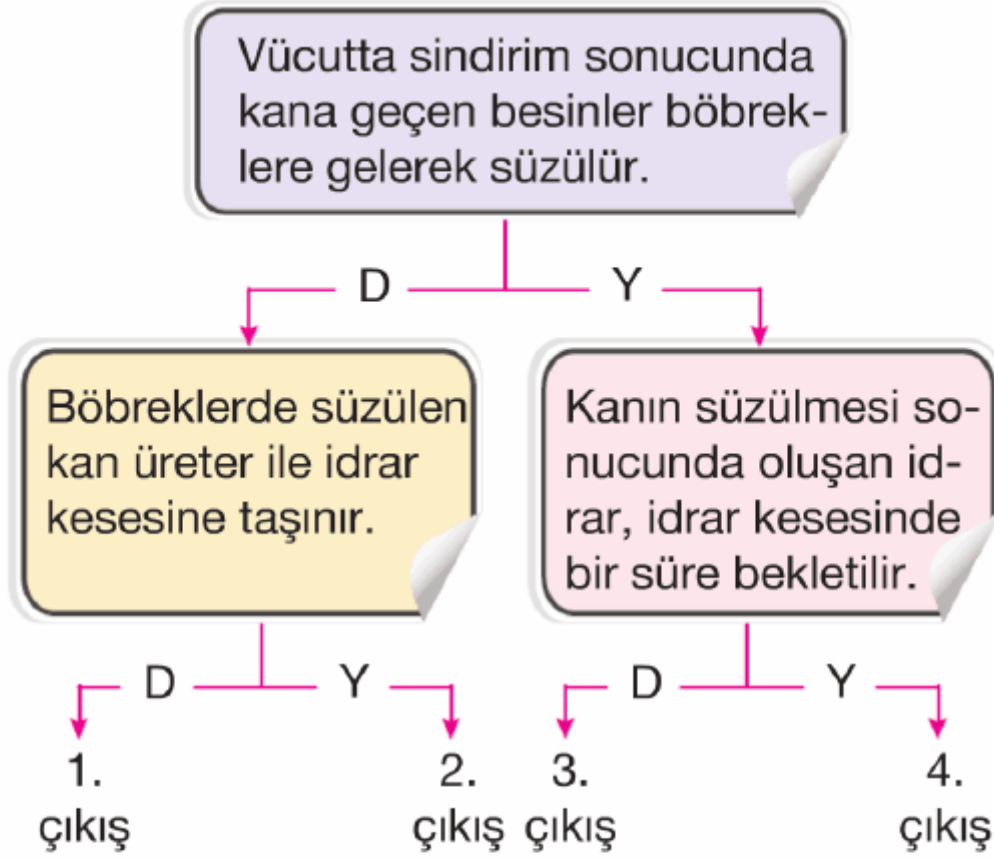 Vücutta sindirim sonucunda
kana geçen besinler böbrek-
lere gelerek süzülür.
D
Y
Böbreklerde süzülen
kan üreter ile idrar
kesesine taşınır.
Kanın süzülmesi so-
nucunda oluşan id-
rar, idrar kesesinde
bir süre bekletilir.
D
Y
D
Y
1.
çıkış
2.
çıkış
3.
çıkış
4.
çıkış